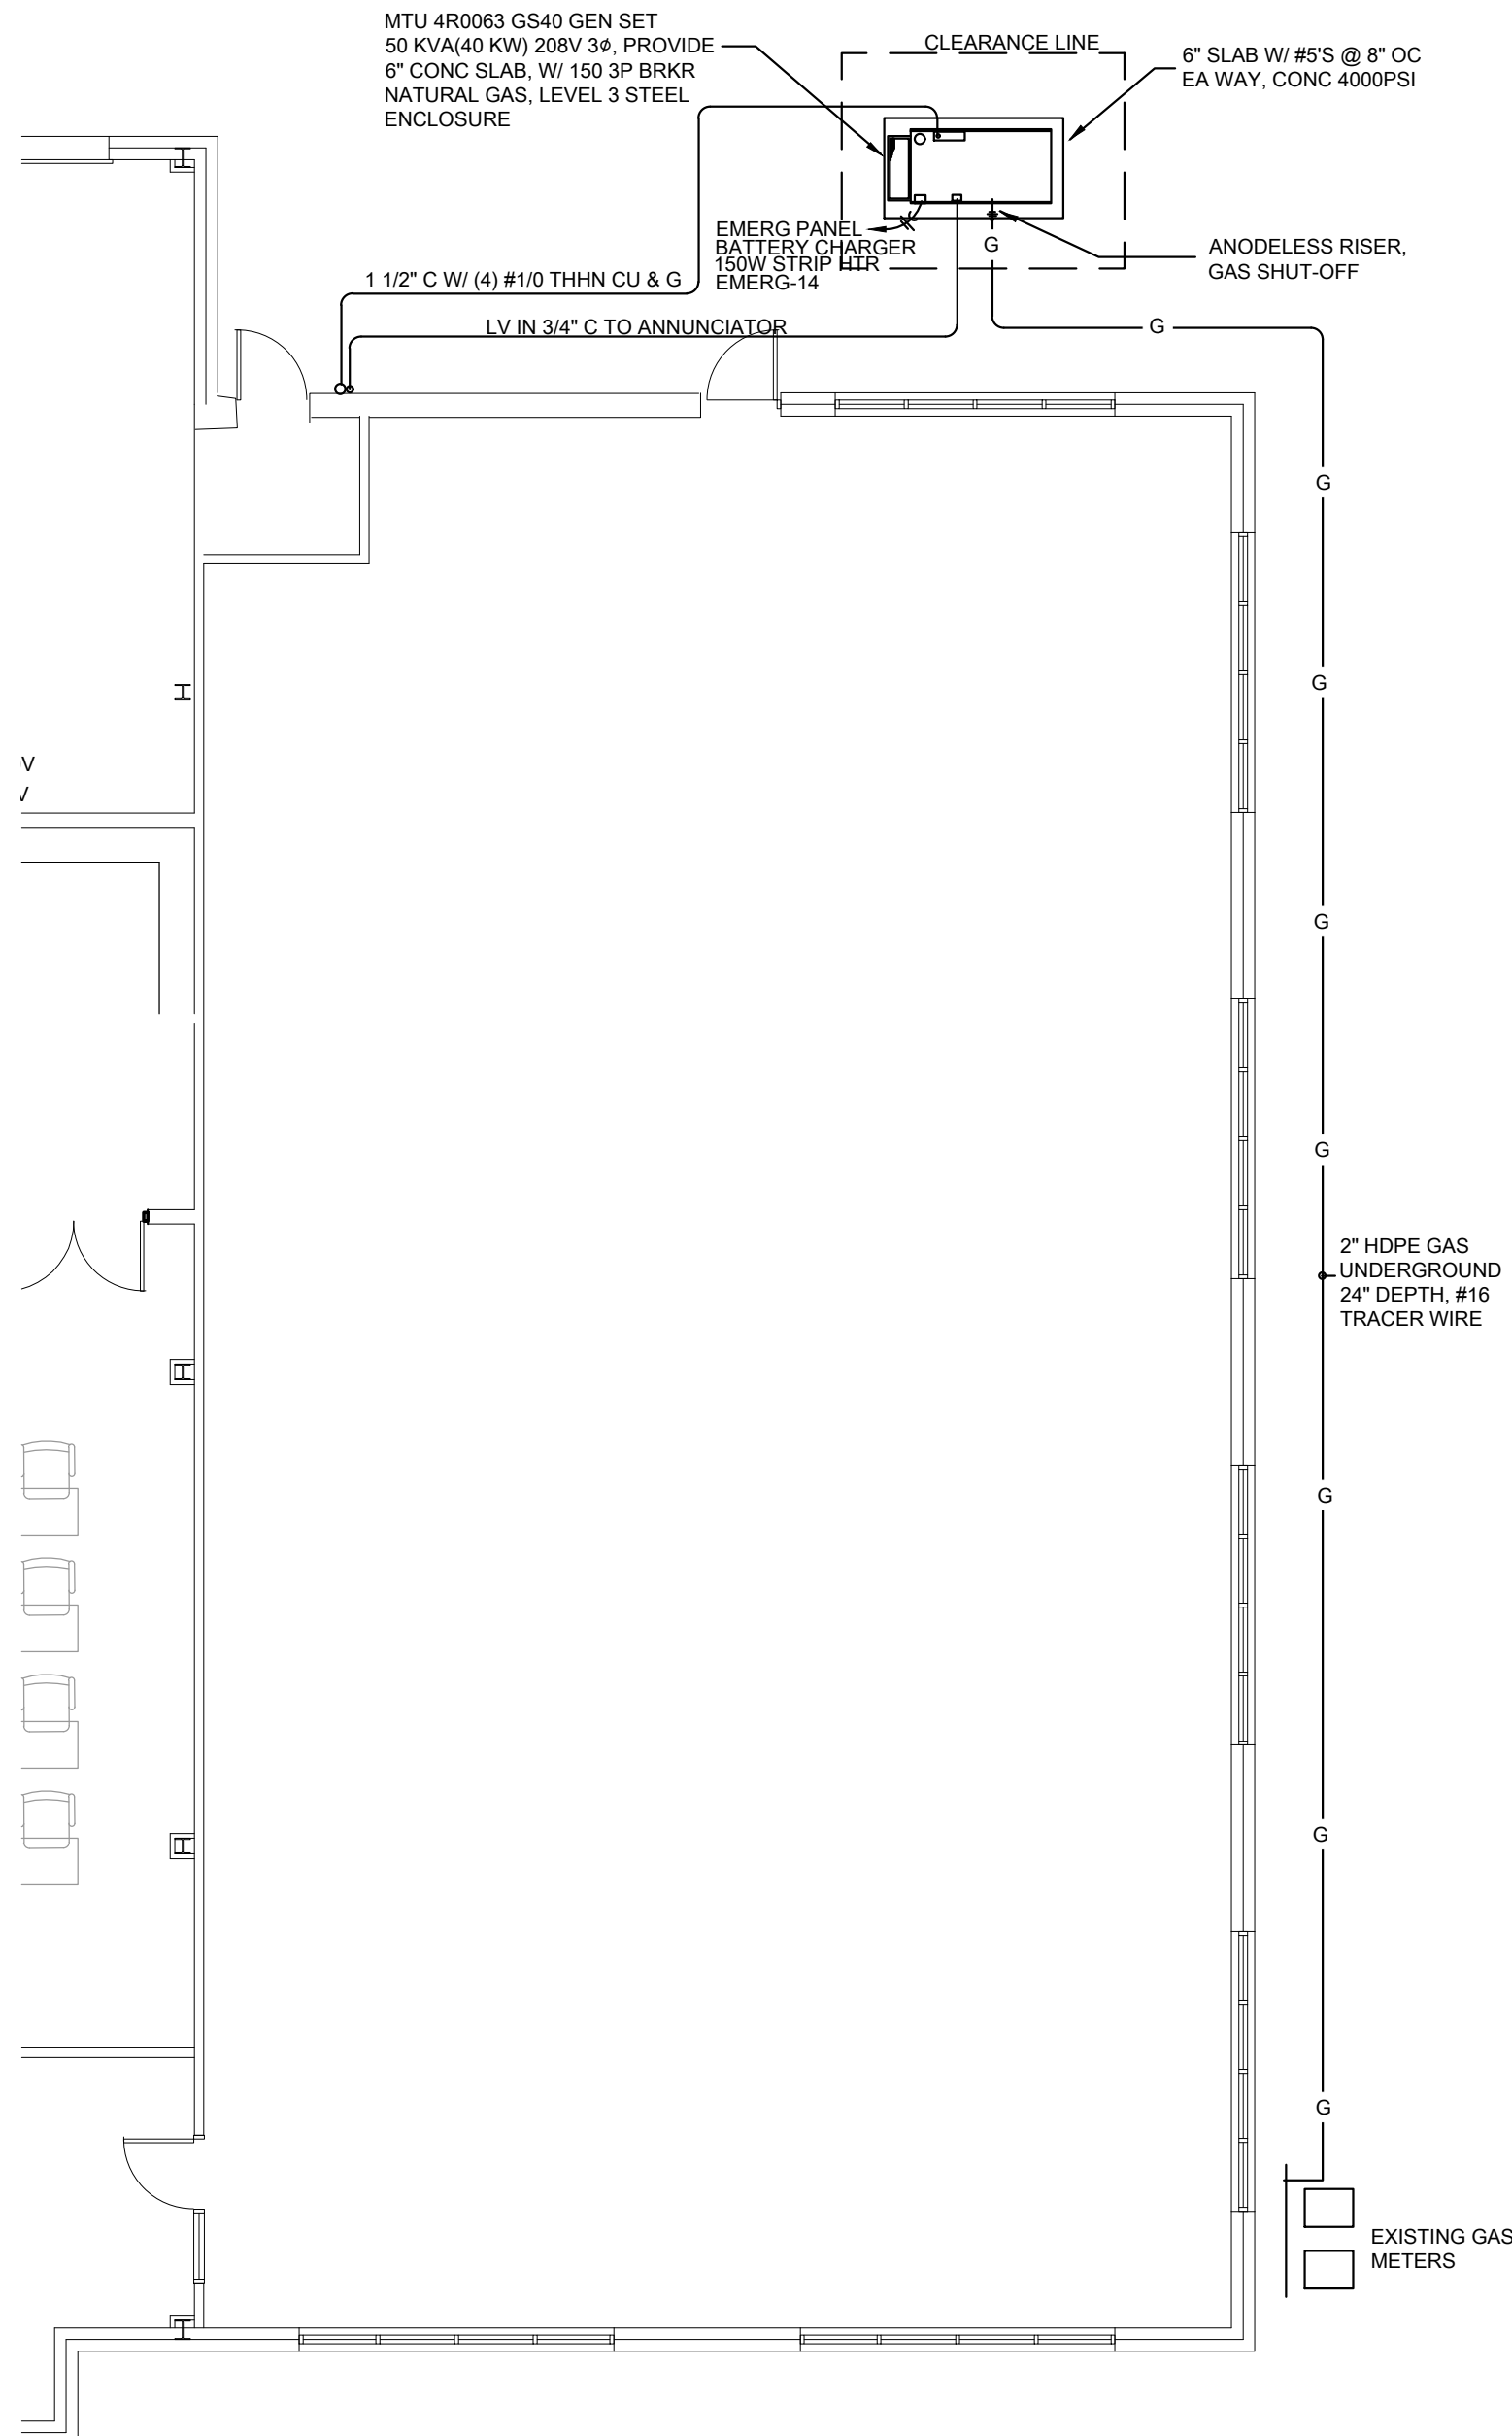 MTU 4R0063 GS40 GEN SET
50 KVA(40 KW) 208V 3ϕ, PROVIDE
6" CONC SLAB, W/ 150 3P BRKR
NATURAL GAS, LEVEL 3 STEEL
ENCLOSURE
CLEARANCE LINE
6" SLAB W/ #5'S @ 8" OC
EA WAY, CONC 4000PSI
EMERG PANEL
BATTERY CHARGER
150W STRIP HTR
EMERG-14
G
ANODELESS RISER,
GAS SHUT-OFF
1 1/2" C W/ (4) #1/0 THHN CU & G
LV IN 3/4" C TO ANNUNCIATOR
G
G
G
V
V
G
G
2" HDPE GAS
UNDERGROUND
24" DEPTH, #16
TRACER WIRE
G
G
G
EXISTING GAS
METERS